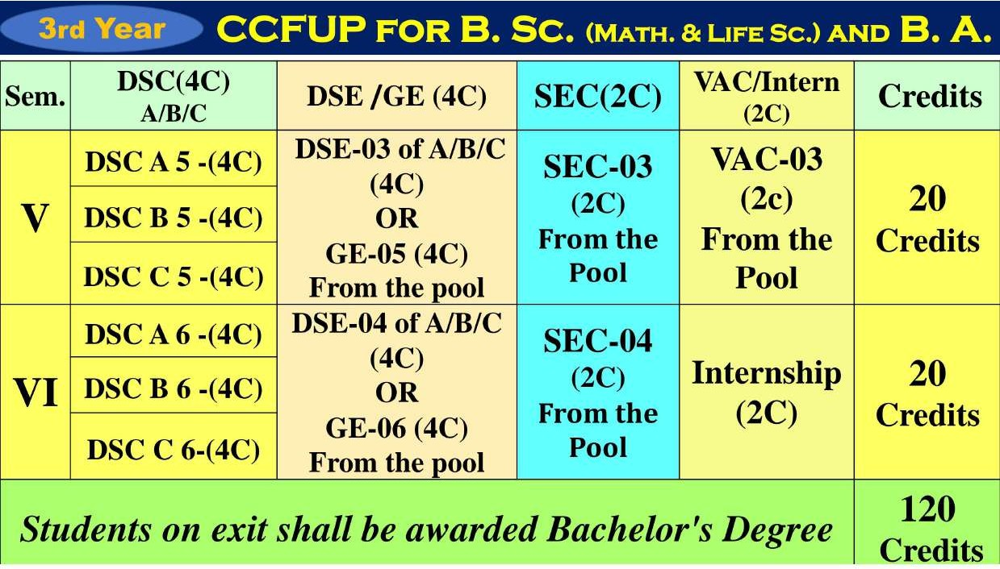 3rd Year
CCFUP FOR B. SC. (MATH. & LIFE SC.) AND B. A.
Sem.
DSC(4C)
A/B/C
DSE /GE (4C)
SEC(2C)
VAC/Intern
(2C)
Credits
V
DSC A 5 -(4C)
DSC B 5 -(4C)
DSC C 5 -(4C)
DSE-03 of A/B/C
(4C)
OR
GE-05 (4C)
From the pool
SEC-03
(2C)
From the
Pool
VAC-03
(2c)
From the
Pool
20
Credits
VI
DSC A 6 -(4C)
DSC B 6 -(4C)
DSC C 6-(4C)
DSE-04 of A/B/C
(4C)
OR
GE-06 (4C)
From the pool
SEC-04
(2C)
From the
Pool
Internship
(2C)
20
Credits
Students on exit shall be awarded Bachelor's Degree
120
Credits